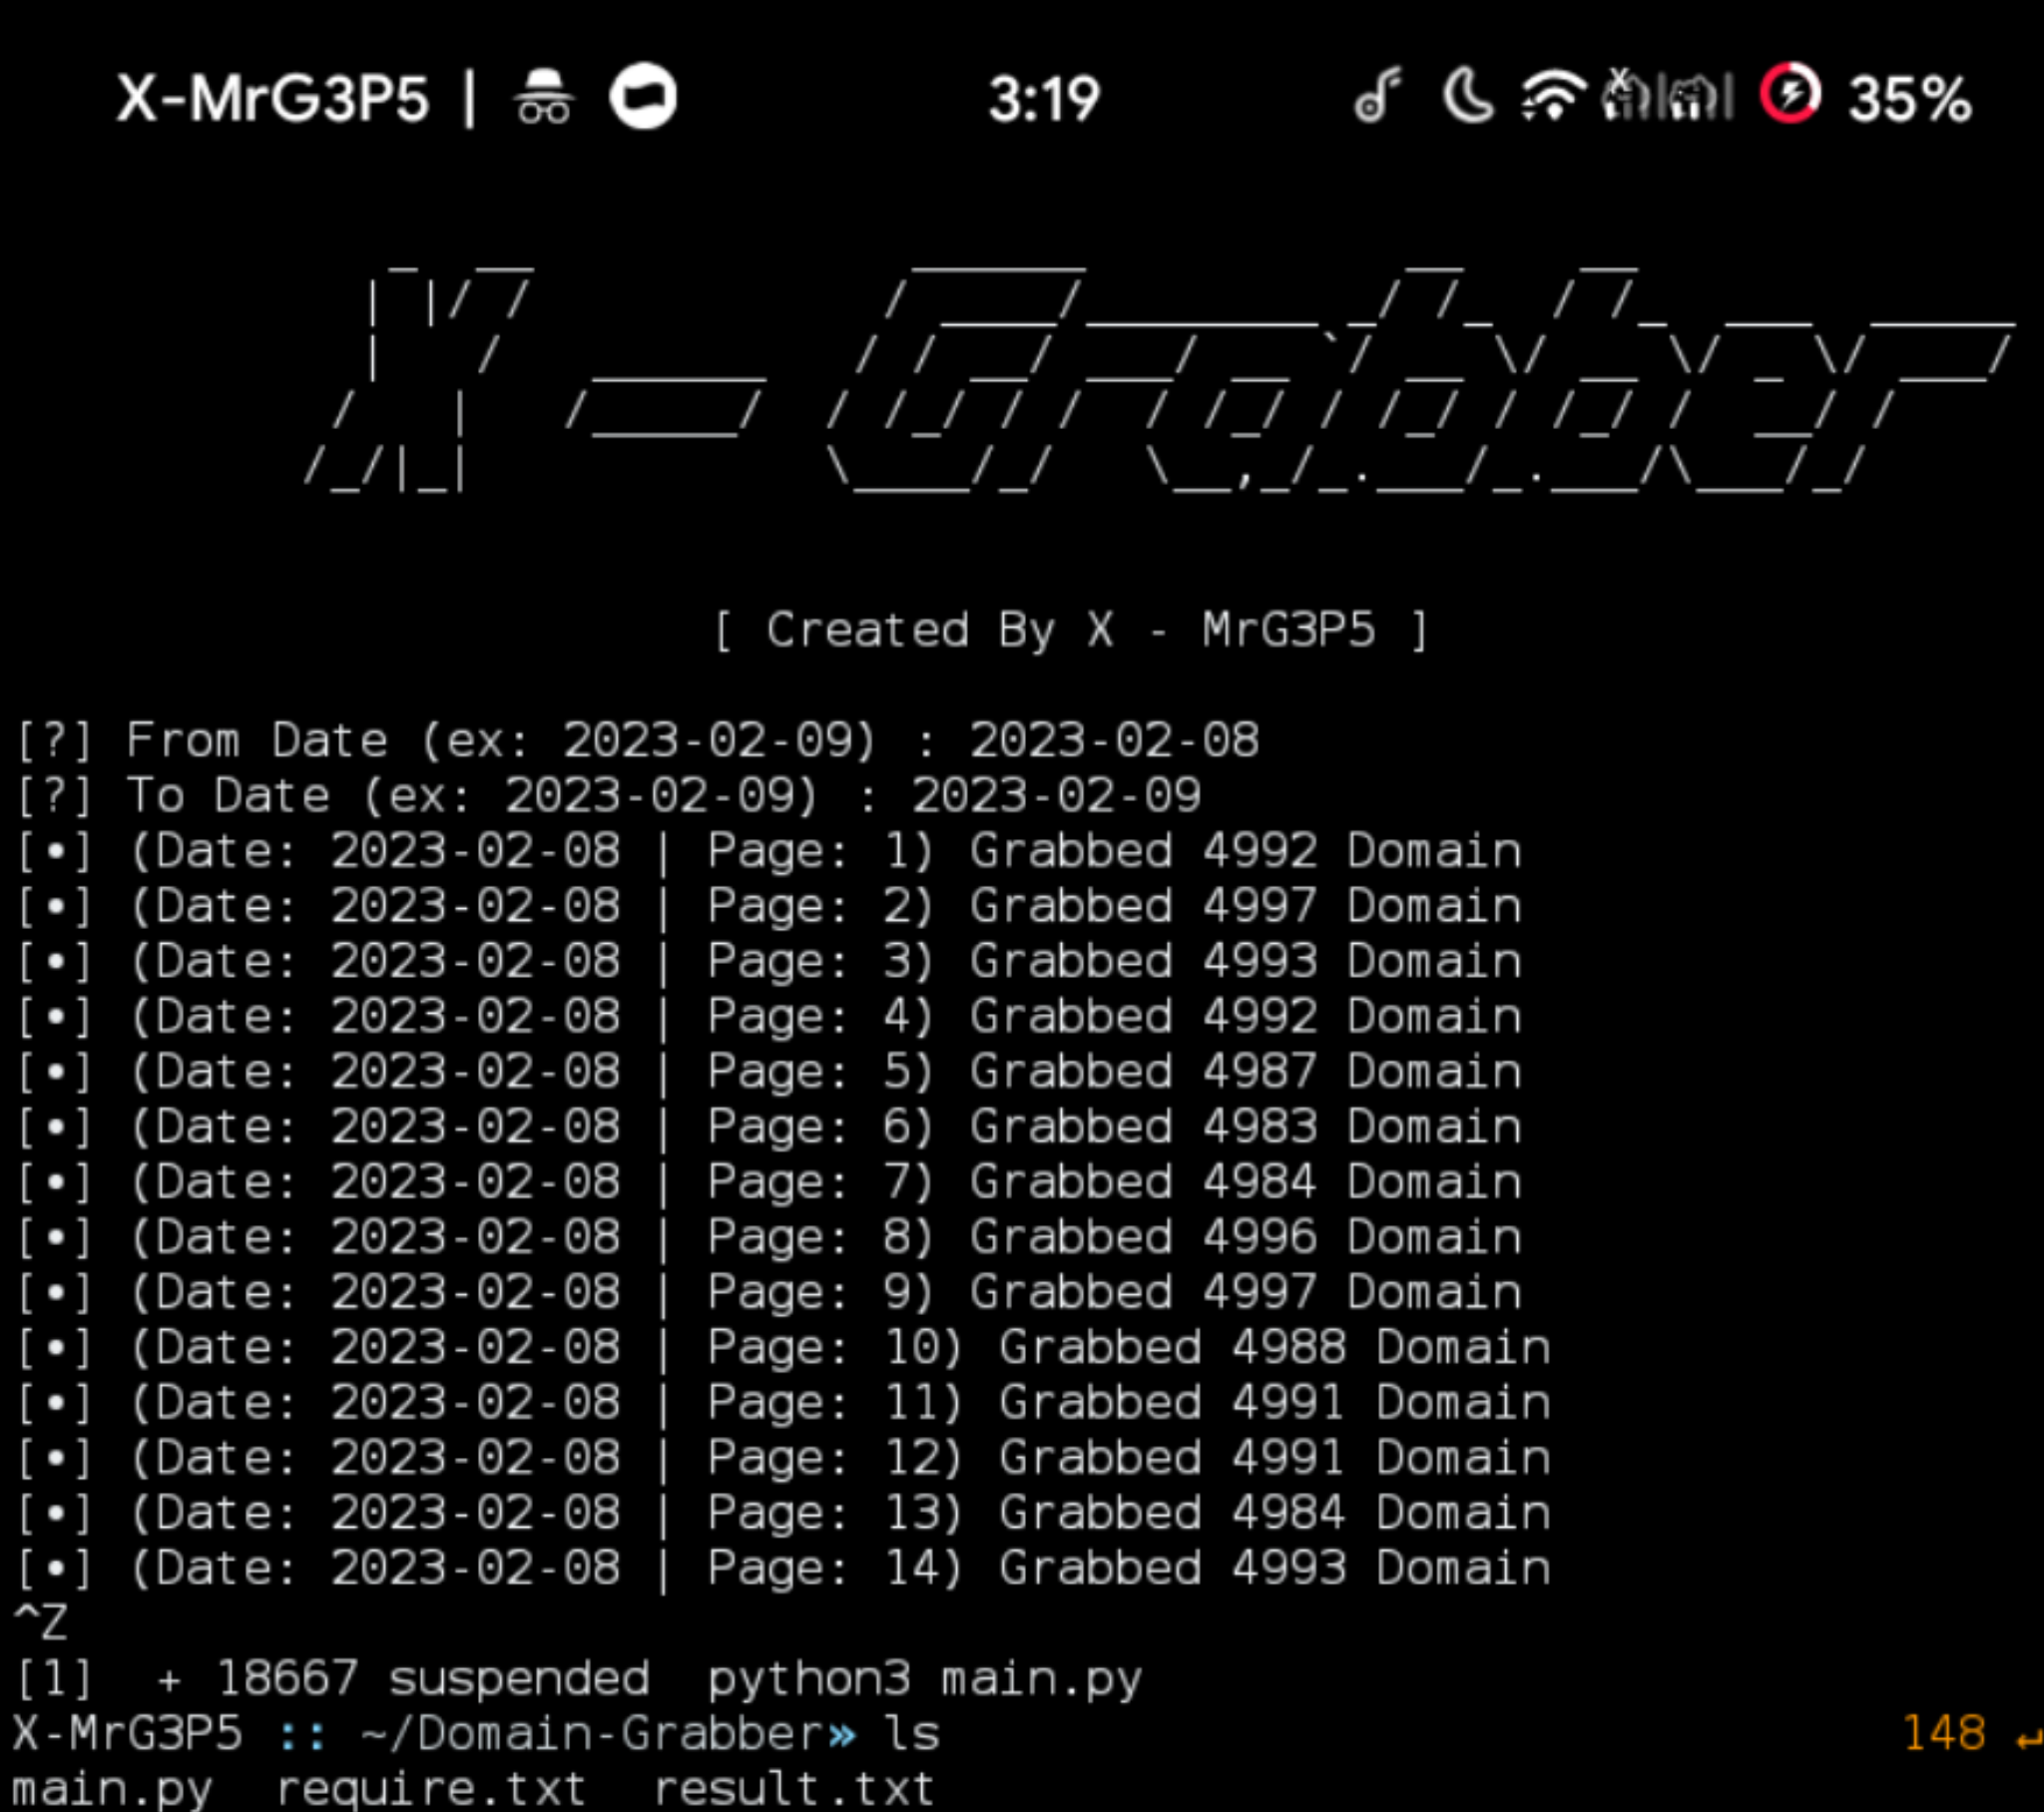 X-MrG3P5 | 3:19 35%
X - Grabber
[ Created By X - MrG3P5 ]
[?] From Date (ex: 2023-02-09) : 2023-02-08
[?] To Date (ex: 2023-02-09) : 2023-02-09
[•] (Date: 2023-02-08 | Page: 1) Grabbed 4992 Domain
[•] (Date: 2023-02-08 | Page: 2) Grabbed 4997 Domain
[•] (Date: 2023-02-08 | Page: 3) Grabbed 4993 Domain
[•] (Date: 2023-02-08 | Page: 4) Grabbed 4992 Domain
[•] (Date: 2023-02-08 | Page: 5) Grabbed 4987 Domain
[•] (Date: 2023-02-08 | Page: 6) Grabbed 4983 Domain
[•] (Date: 2023-02-08 | Page: 7) Grabbed 4984 Domain
[•] (Date: 2023-02-08 | Page: 8) Grabbed 4996 Domain
[•] (Date: 2023-02-08 | Page: 9) Grabbed 4997 Domain
[•] (Date: 2023-02-08 | Page: 10) Grabbed 4988 Domain
[•] (Date: 2023-02-08 | Page: 11) Grabbed 4991 Domain
[•] (Date: 2023-02-08 | Page: 12) Grabbed 4991 Domain
[•] (Date: 2023-02-08 | Page: 13) Grabbed 4984 Domain
[•] (Date: 2023-02-08 | Page: 14) Grabbed 4993 Domain
^Z
[1]  + 18667 suspended  python3 main.py
X-MrG3P5 :: ~/Domain-Grabber» ls 148 ↵
main.py  require.txt  result.txt